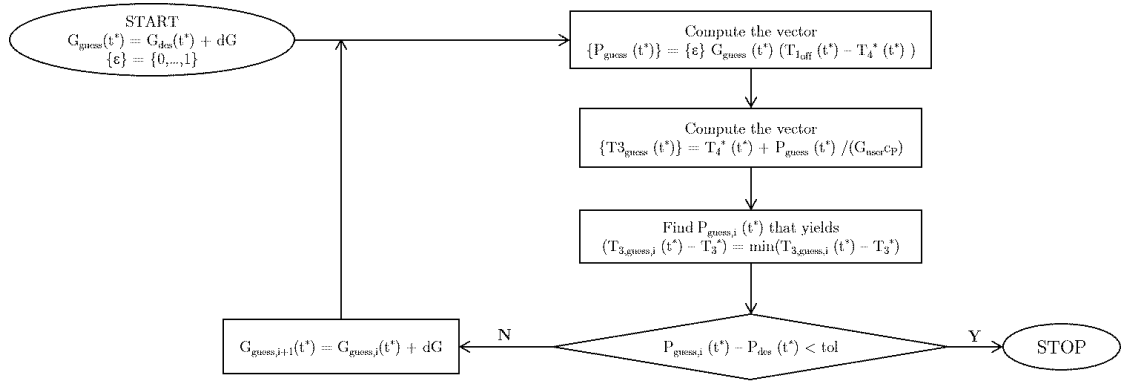 START
G_guess(t*) = G_des(t*) + dG
{ε} = {0,...,1}
Compute the vector
{P_guess (t*)} = {ε} G_guess (t*) (T_1off (t*) – T_4* (t*) )
Compute the vector
{T3_guess (t*)} = T_4* (t*) + P_guess (t*) /(G_user c_P)
Find P_guess,i (t*) that yields
(T_3,guess,i (t*) – T_3*) = min(T_3,guess,i (t*) – T_3*)
P_guess,i (t*) – P_des (t*) < tol
N
Y
G_guess,i+1(t*) = G_guess,i(t*) + dG
STOP